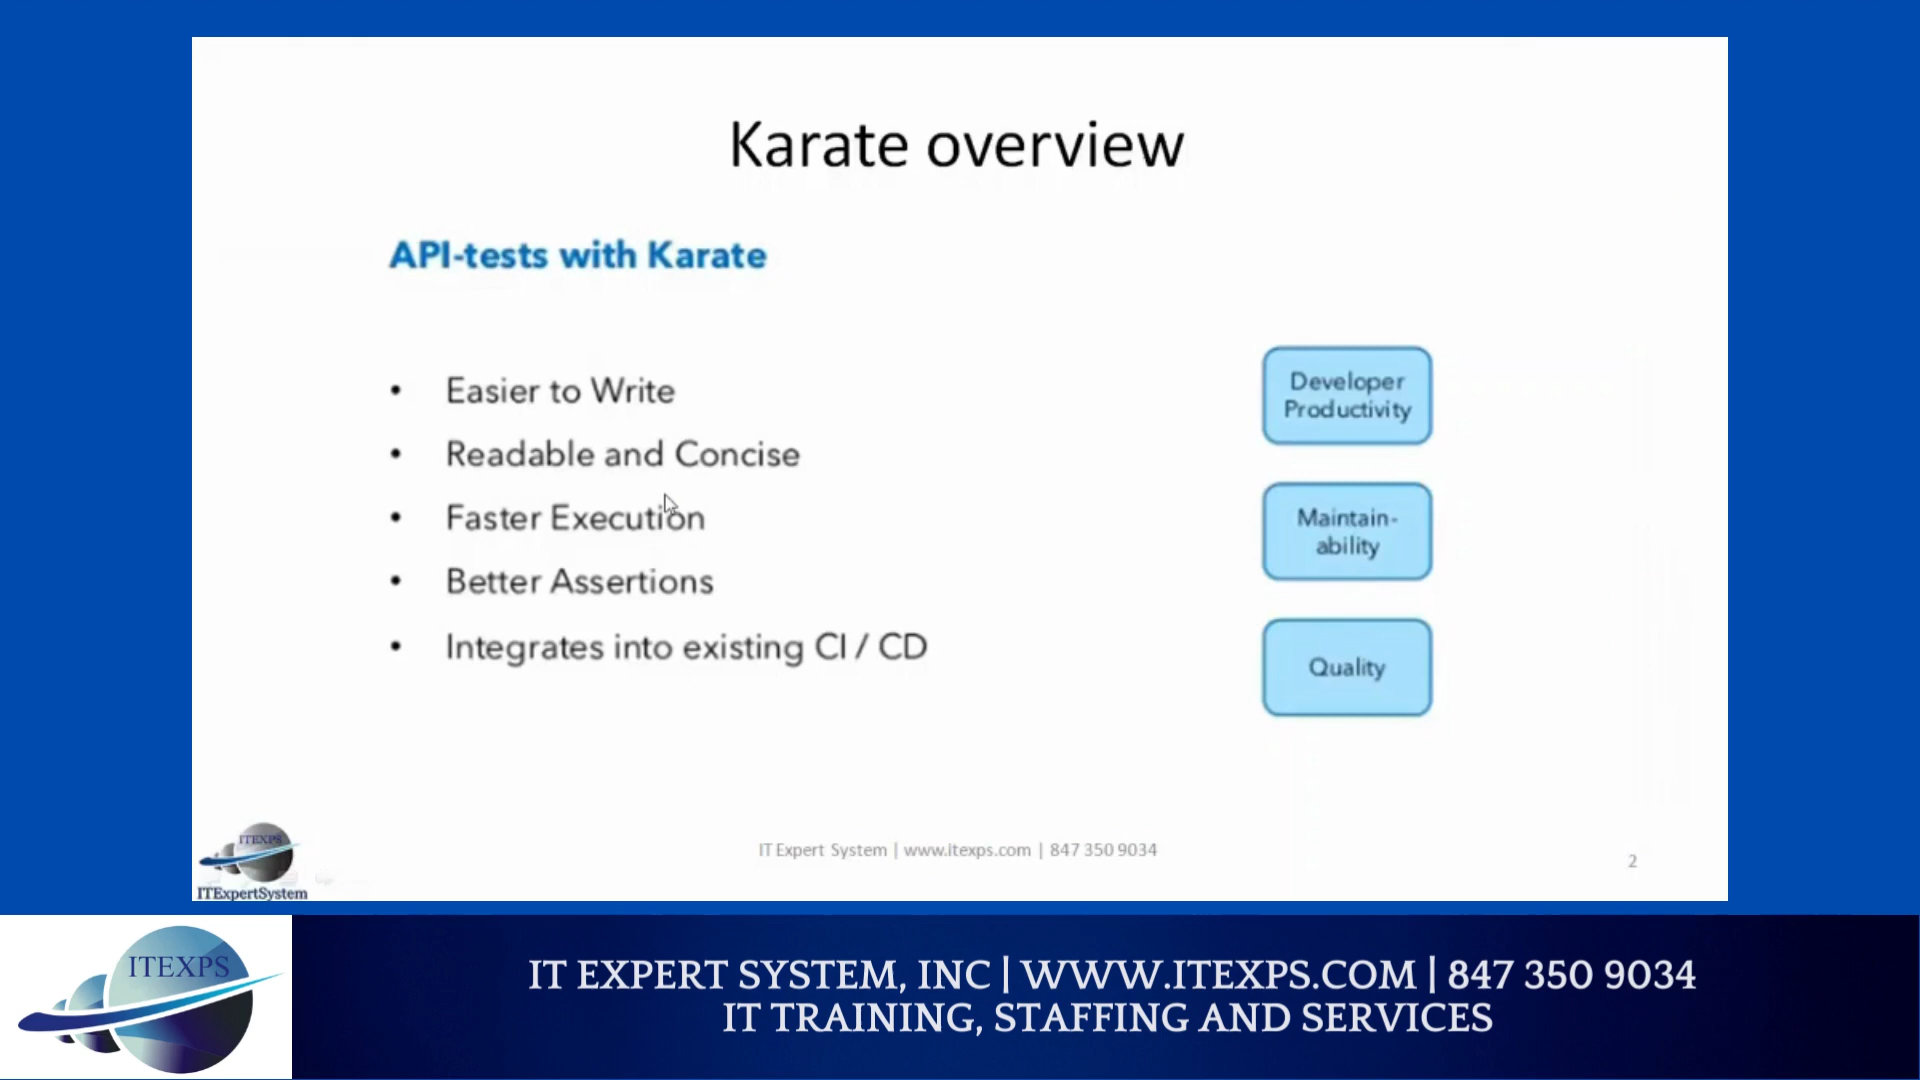 Karate overview
API-tests with Karate
• Easier to Write
• Readable and Concise
• Faster Execution
• Better Assertions
• Integrates into existing CI / CD
Developer
Productivity
Maintain-
ability
Quality
ITEXPS
ITExpertSystem
IT Expert System | www.itexps.com | 847 350 9034
2
ITEXPS
IT EXPERT SYSTEM, INC | WWW.ITEXPS.COM | 847 350 9034
IT TRAINING, STAFFING AND SERVICES